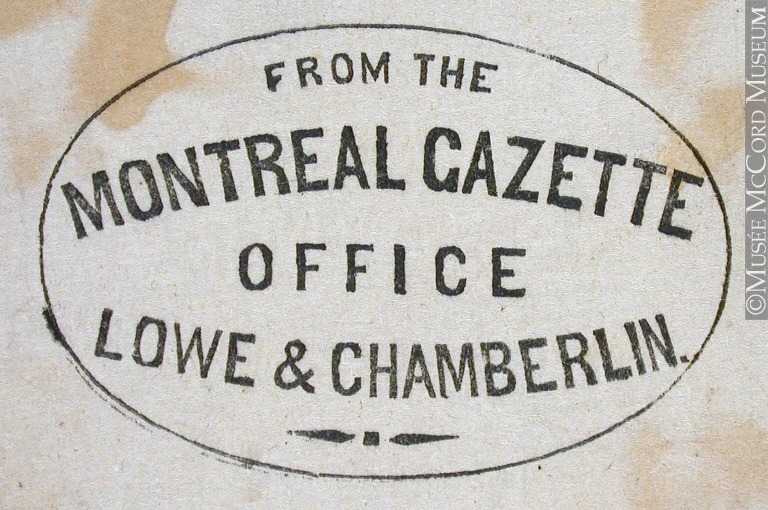 FROM THE
MONTREAL GAZETTE
OFFICE
LOWE & CHAMBERLIN.
©MUSÉE MCCORD MUSEUM